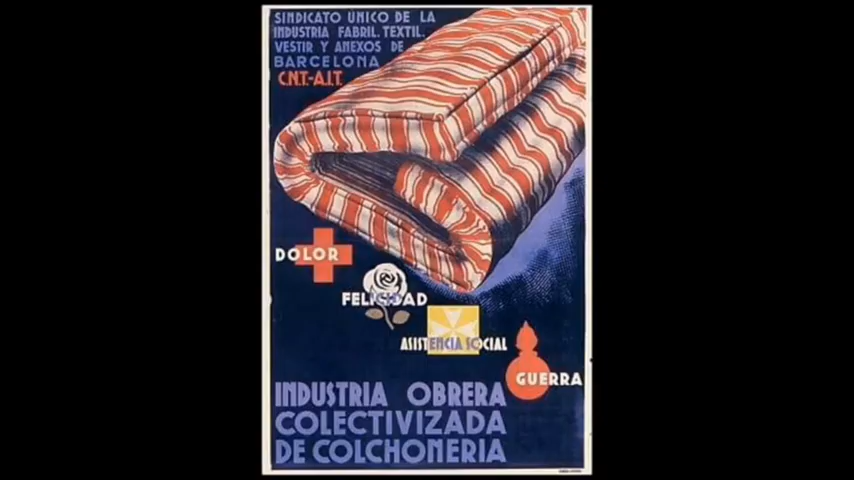 SINDICATO UNICO DE LA
INDUSTRIA FABRIL. TEXTIL.
VESTIR Y ANEXOS DE
BARCELONA
C.N.T.-A.I.T.
DOLOR
FELICIDAD
ASISTENCIA SOCIAL
GUERRA
INDUSTRIA OBRERA
COLECTIVIZADA
DE COLCHONERIA